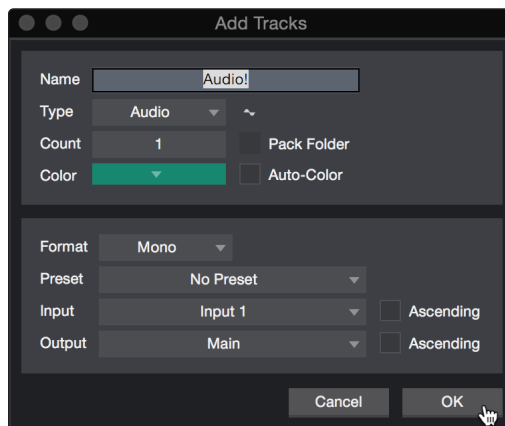 Add Tracks
Name Audio!
Type Audio
Count 1 Pack Folder
Color Auto-Color
Format Mono
Preset No Preset
Input Input 1 Ascending
Output Main Ascending
Cancel OK